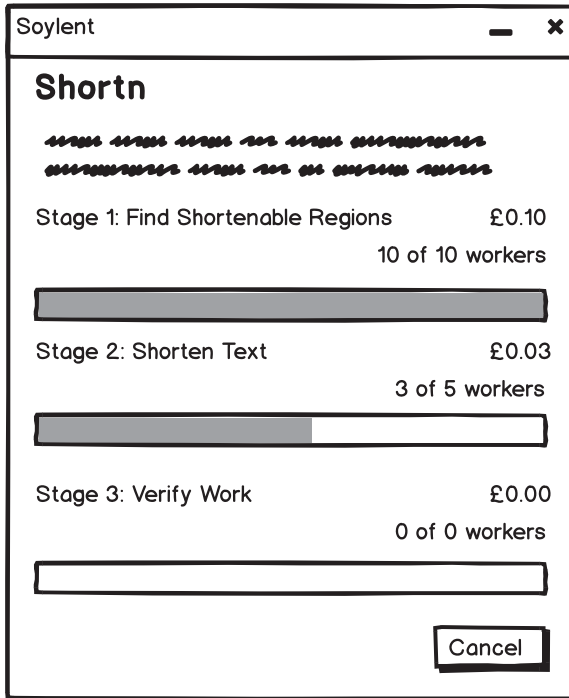 Soylent
Shortn
Stage 1: Find Shortenable Regions £0.10
10 of 10 workers
Stage 2: Shorten Text £0.03
3 of 5 workers
Stage 3: Verify Work £0.00
0 of 0 workers
Cancel